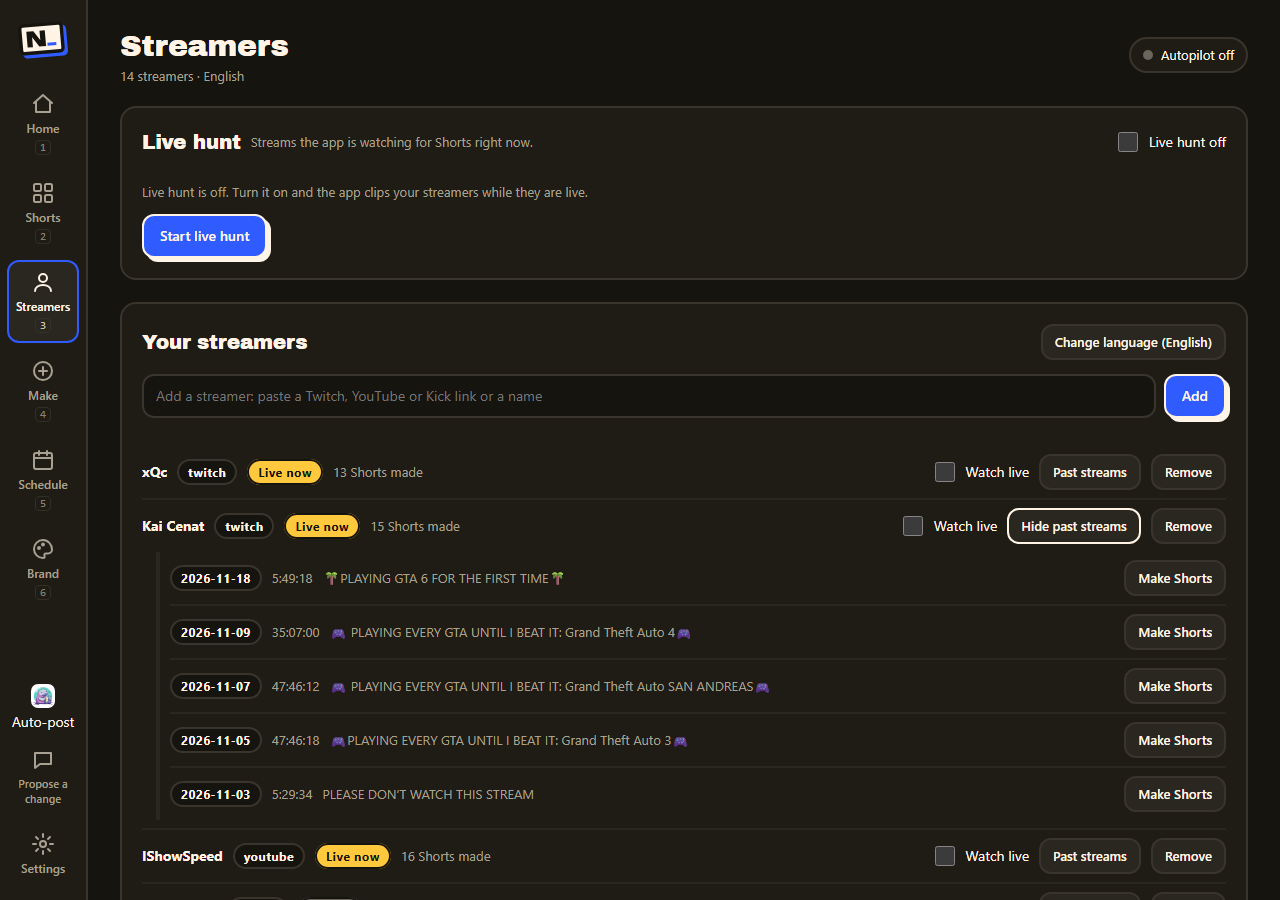 N_
Home
1
Shorts
2
Streamers
3
Make
4
Schedule
5
Brand
6
Auto-post
Propose a
change
Settings
Streamers
14 streamers · English
Autopilot off
Live hunt Streams the app is watching for Shorts right now.
Live hunt off
Live hunt is off. Turn it on and the app clips your streamers while they are live.
Start live hunt
Your streamers
Change language (English)
Add a streamer: paste a Twitch, YouTube or Kick link or a name
Add
xQc twitch Live now 13 Shorts made Watch live Past streams Remove
Kai Cenat twitch Live now 15 Shorts made Watch live Hide past streams Remove
2026-11-18 5:49:18 🌴PLAYING GTA 6 FOR THE FIRST TIME🌴 Make Shorts
2026-11-09 35:07:00 🎮 PLAYING EVERY GTA UNTIL I BEAT IT: Grand Theft Auto 4🎮 Make Shorts
2026-11-07 47:46:12 🎮 PLAYING EVERY GTA UNTIL I BEAT IT: Grand Theft Auto SAN ANDREAS🎮 Make Shorts
2026-11-05 47:46:18 🎮PLAYING EVERY GTA UNTIL I BEAT IT: Grand Theft Auto 3🎮 Make Shorts
2026-11-03 5:29:34 PLEASE DON'T WATCH THIS STREAM Make Shorts
IShowSpeed youtube Live now 16 Shorts made Watch live Past streams Remove